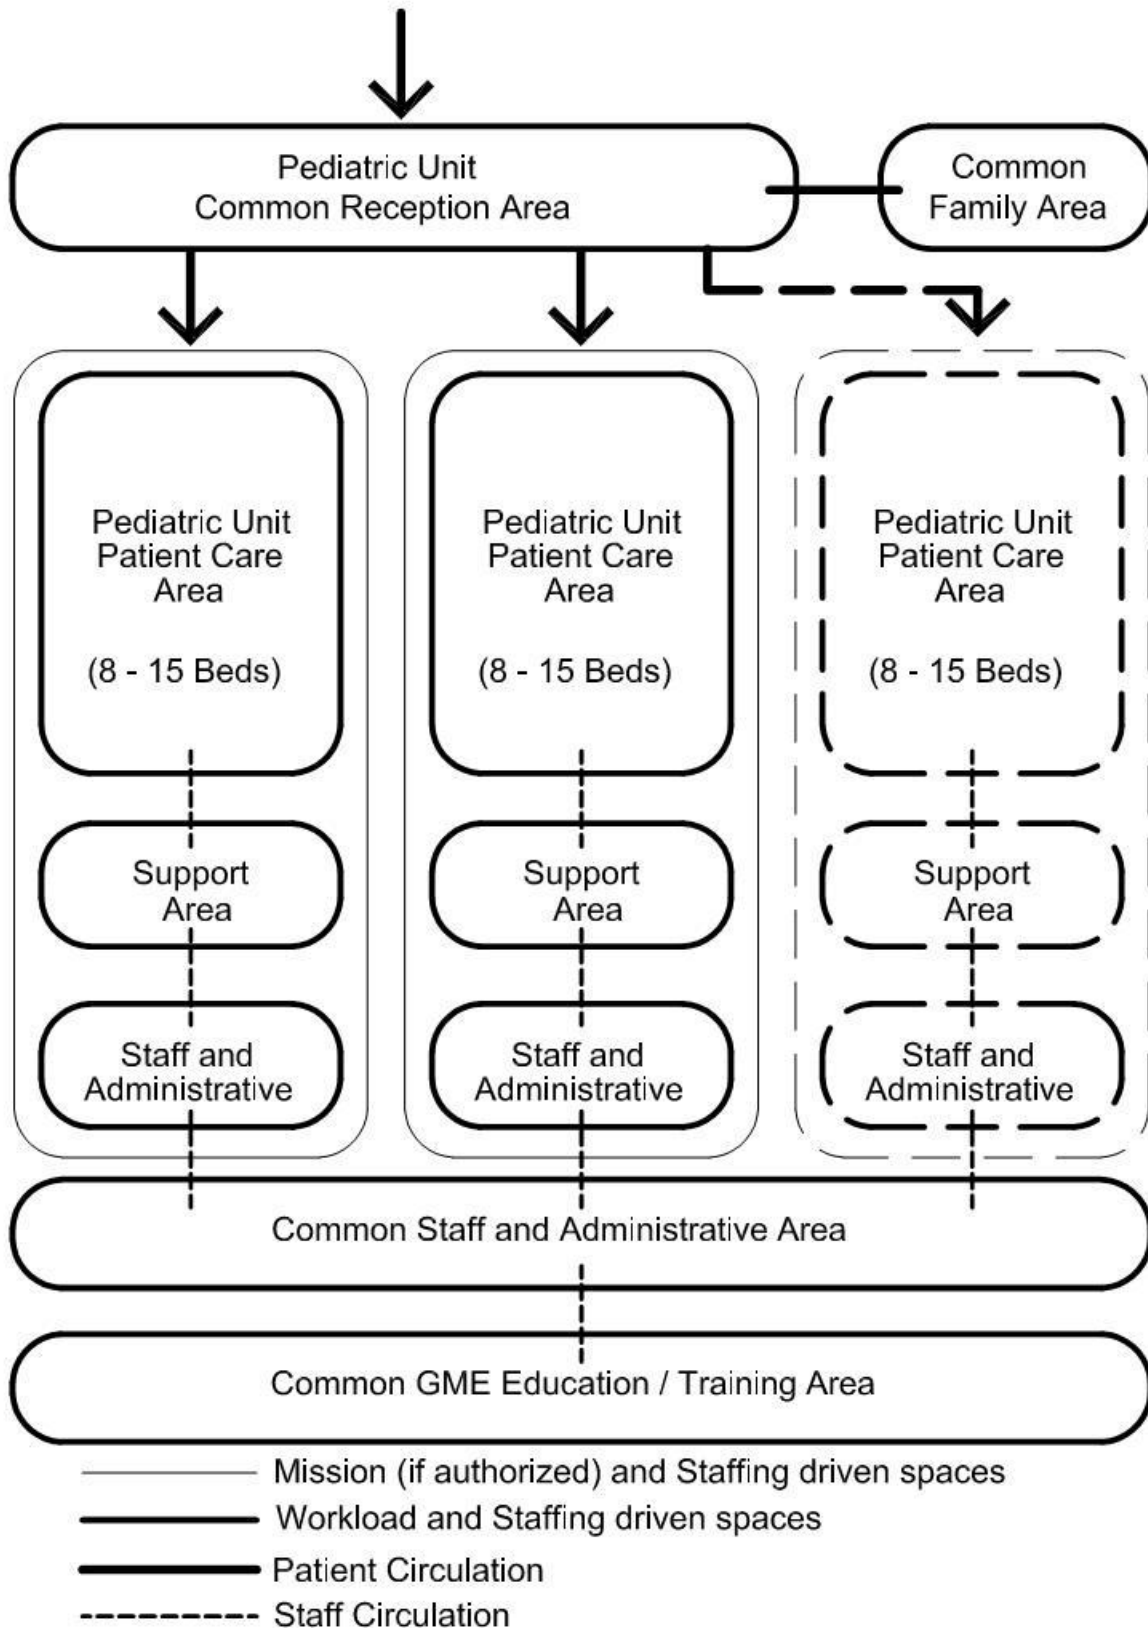 Pediatric Unit
Common Reception Area
Common
Family Area
Pediatric Unit
Patient Care
Area
(8 - 15 Beds)
Pediatric Unit
Patient Care
Area
(8 - 15 Beds)
Pediatric Unit
Patient Care
Area
(8 - 15 Beds)
Support
Area
Support
Area
Support
Area
Staff and
Administrative
Staff and
Administrative
Staff and
Administrative
Common Staff and Administrative Area
Common GME Education / Training Area
Mission (if authorized) and Staffing driven spaces
Workload and Staffing driven spaces
Patient Circulation
Staff Circulation